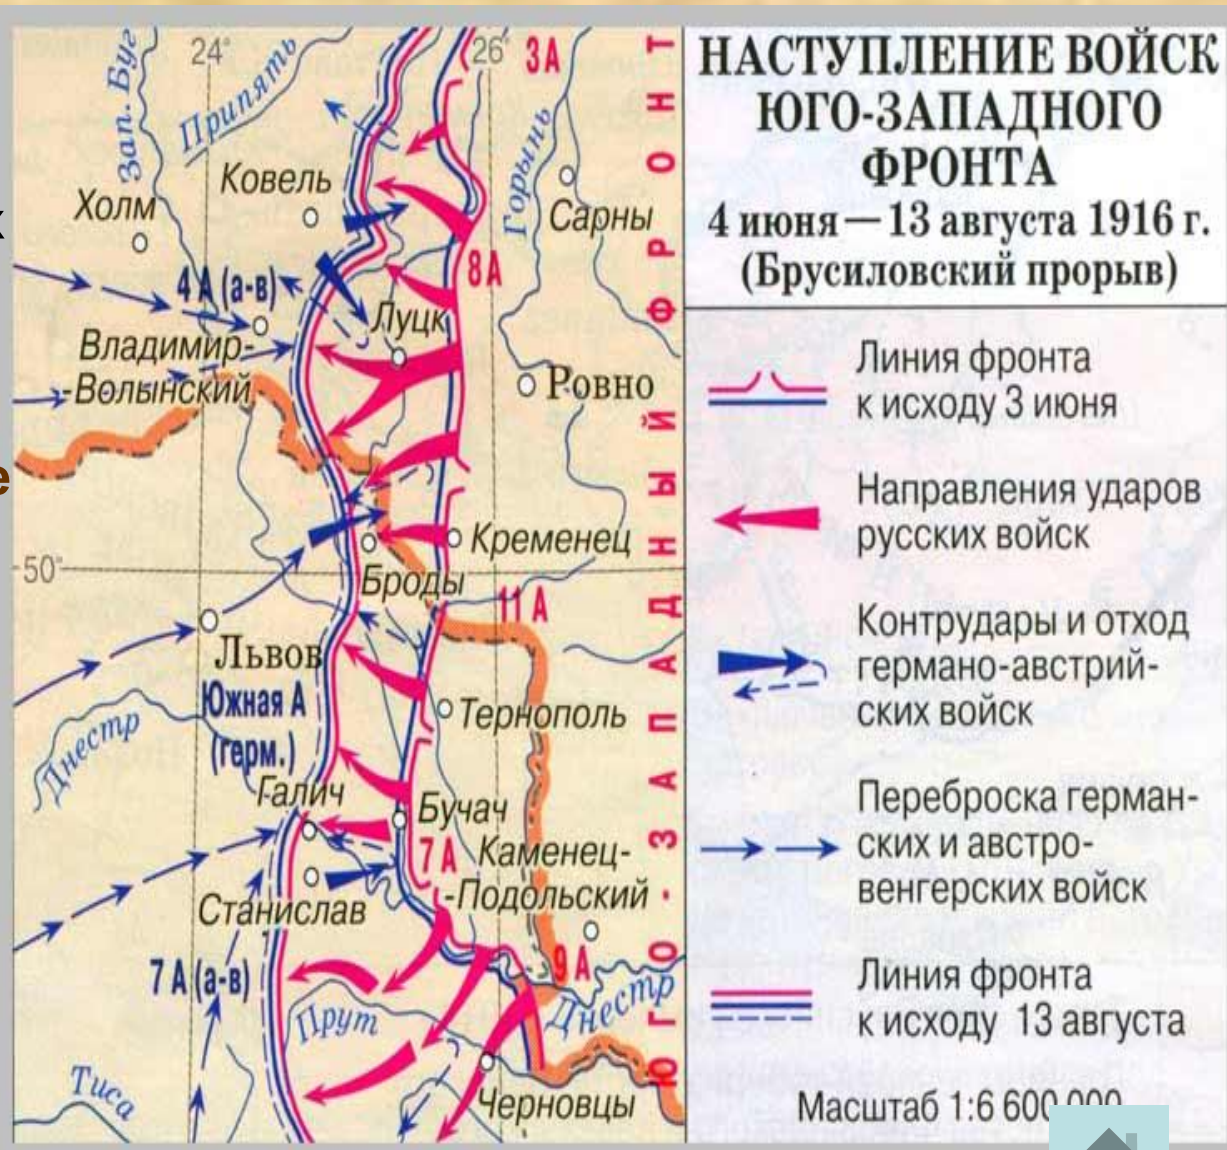 к
е
24°
26°
3А
Зап. Буг
Припять
Горынь
Ковель
Холм
Сарны
4 А (а-в)
8А
Луцк
Владимир-
-Волынский
Ровно
Кременец
50°
Броды
11 А
Львов
Южная А
(герм.)
Тернополь
Днестр
Галич
Бучач
7 А
Каменец-
-Подольский
Станислав
9 А
7 А (а-в)
Днестр
Прут
Тиса
Черновцы
ЮГО-ЗАПАДНЫЙ ФРОНТ
НАСТУПЛЕНИЕ ВОЙСК
ЮГО-ЗАПАДНОГО
ФРОНТА
4 июня — 13 августа 1916 г.
(Брусиловский прорыв)
Линия фронта
к исходу 3 июня
Направления ударов
русских войск
Контрудары и отход
германо-австрий-
ских войск
Переброска герман-
ских и австро-
венгерских войск
Линия фронта
к исходу 13 августа
Масштаб 1:6 600 000